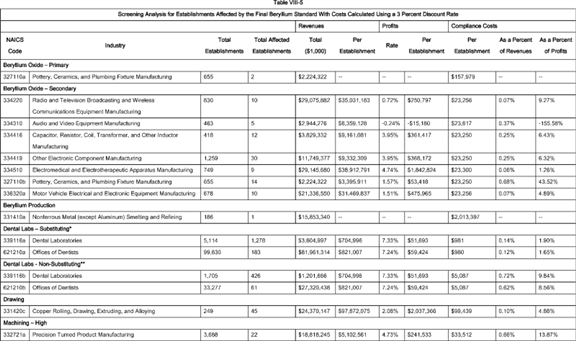 Table VIII-5
Screening Analysis for Establishments Affected by the Final Beryllium Standard With Costs Calculated Using a 3 Percent Discount Rate
Revenues Profits Compliance Costs
NAICS Code Industry Total Establishments Total Affected Establishments Total ($1,000) Per Establishment Rate Per Establishment Per Establishment As a Percent of Revenues As a Percent of Profits
Beryllium Oxide – Primary
327110a Pottery, Ceramics, and Plumbing Fixture Manufacturing 655 2 $2,224,322 -- -- $157,979 -- --
Beryllium Oxide – Secondary
334220 Radio and Television Broadcasting and Wireless Communications Equipment Manufacturing 830 10 $29,075,882 $35,031,183 0.72% $250,797 $23,256 0.07% 9.27%
334310 Audio and Video Equipment Manufacturing 463 5 $2,944,276 $6,359,128 -0.24% -$15,180 $23,617 0.37% -155.58%
334416 Capacitor, Resistor, Coil, Transformer, and Other Inductor Manufacturing 418 12 $3,829,332 $9,161,081 3.95% $361,417 $23,250 0.25% 6.43%
334419 Other Electronic Component Manufacturing 1,259 30 $11,749,377 $9,332,309 3.95% $368,172 $23,250 0.25% 6.32%
334510 Electromedical and Electrotherapeutic Apparatus Manufacturing 749 9 $29,145,680 $38,912,791 4.74% $1,842,824 $23,300 0.06% 1.26%
327110b Pottery, Ceramics, and Plumbing Fixture Manufacturing 655 14 $2,224,322 $3,395,911 1.57% $53,418 $23,250 0.68% 43.52%
336320a Motor Vehicle Electrical and Electronic Equipment Manufacturing 678 10 $21,336,550 $31,469,837 1.51% $475,965 $23,256 0.07% 4.89%
Beryllium Production
331410a Nonferrous Metal (except Aluminum) Smelting and Refining 186 1 $15,853,340 -- -- $2,013,397 -- --
Dental Labs – Substituting*
339116a Dental Laboratories 5,114 1,278 $3,604,997 $704,998 7.33% $51,693 $981 0.14% 1.90%
621210a Offices of Dentists 99,830 183 $81,961,314 $821,007 7.24% $59,424 $980 0.12% 1.65%
Dental Labs - Non-Substituting**
339116b Dental Laboratories 1,705 426 $1,201,666 $704,998 7.33% $51,693 $5,087 0.72% 9.84%
621210b Offices of Dentists 33,277 61 $27,320,438 $821,007 7.24% $59,424 $5,087 0.62% 8.56%
Drawing
331420c Copper Rolling, Drawing, Extruding, and Alloying 249 45 $24,370,147 $97,872,075 2.08% $2,037,366 $99,439 0.10% 4.88%
Machining – High
332721a Precision Turned Product Manufacturing 3,688 22 $18,818,245 $5,102,561 4.73% $241,533 $33,512 0.66% 13.87%